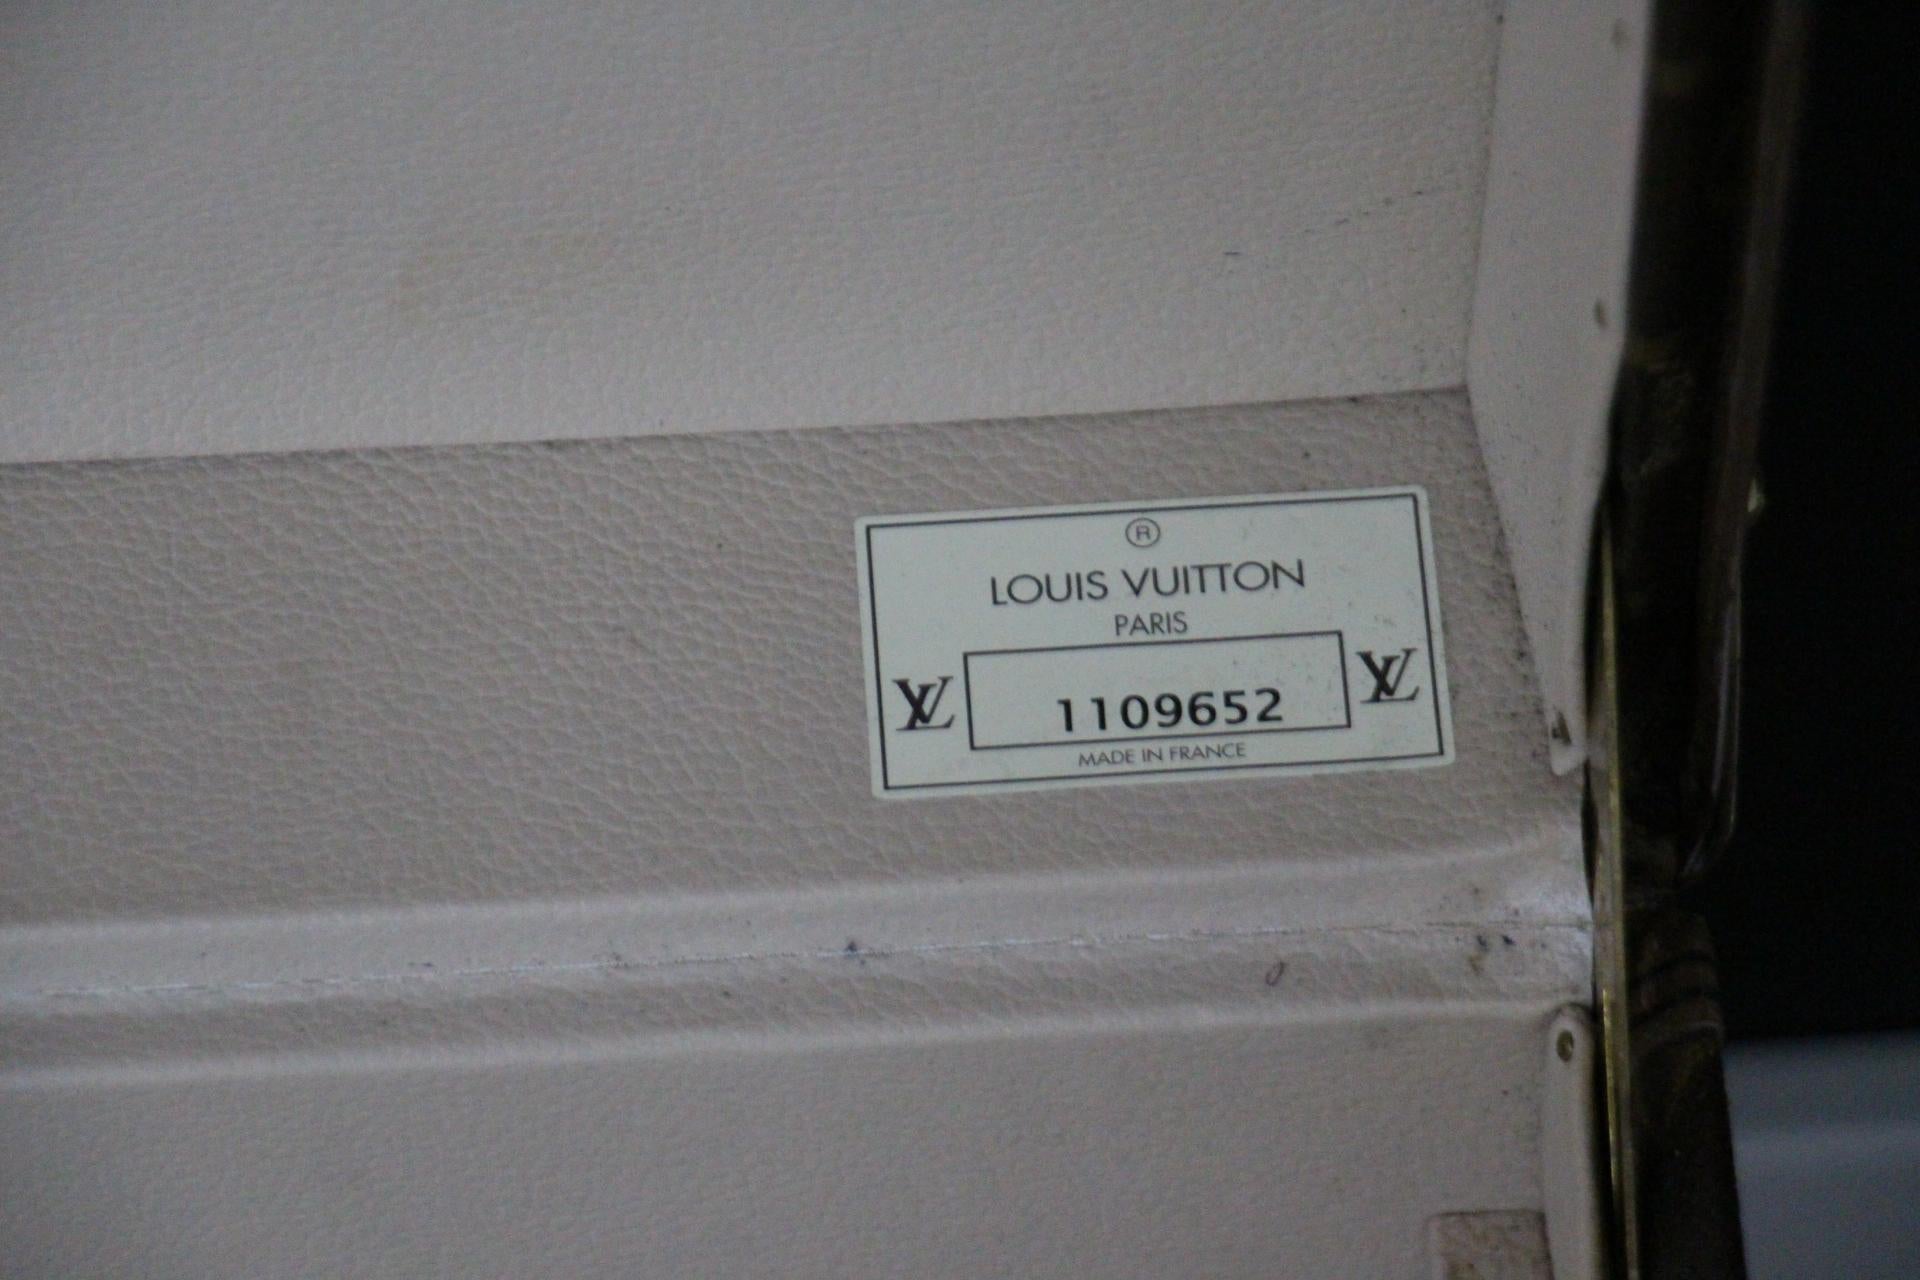 ®
LOUIS VUITTON
PARIS
LV 1109652 LV
MADE IN FRANCE